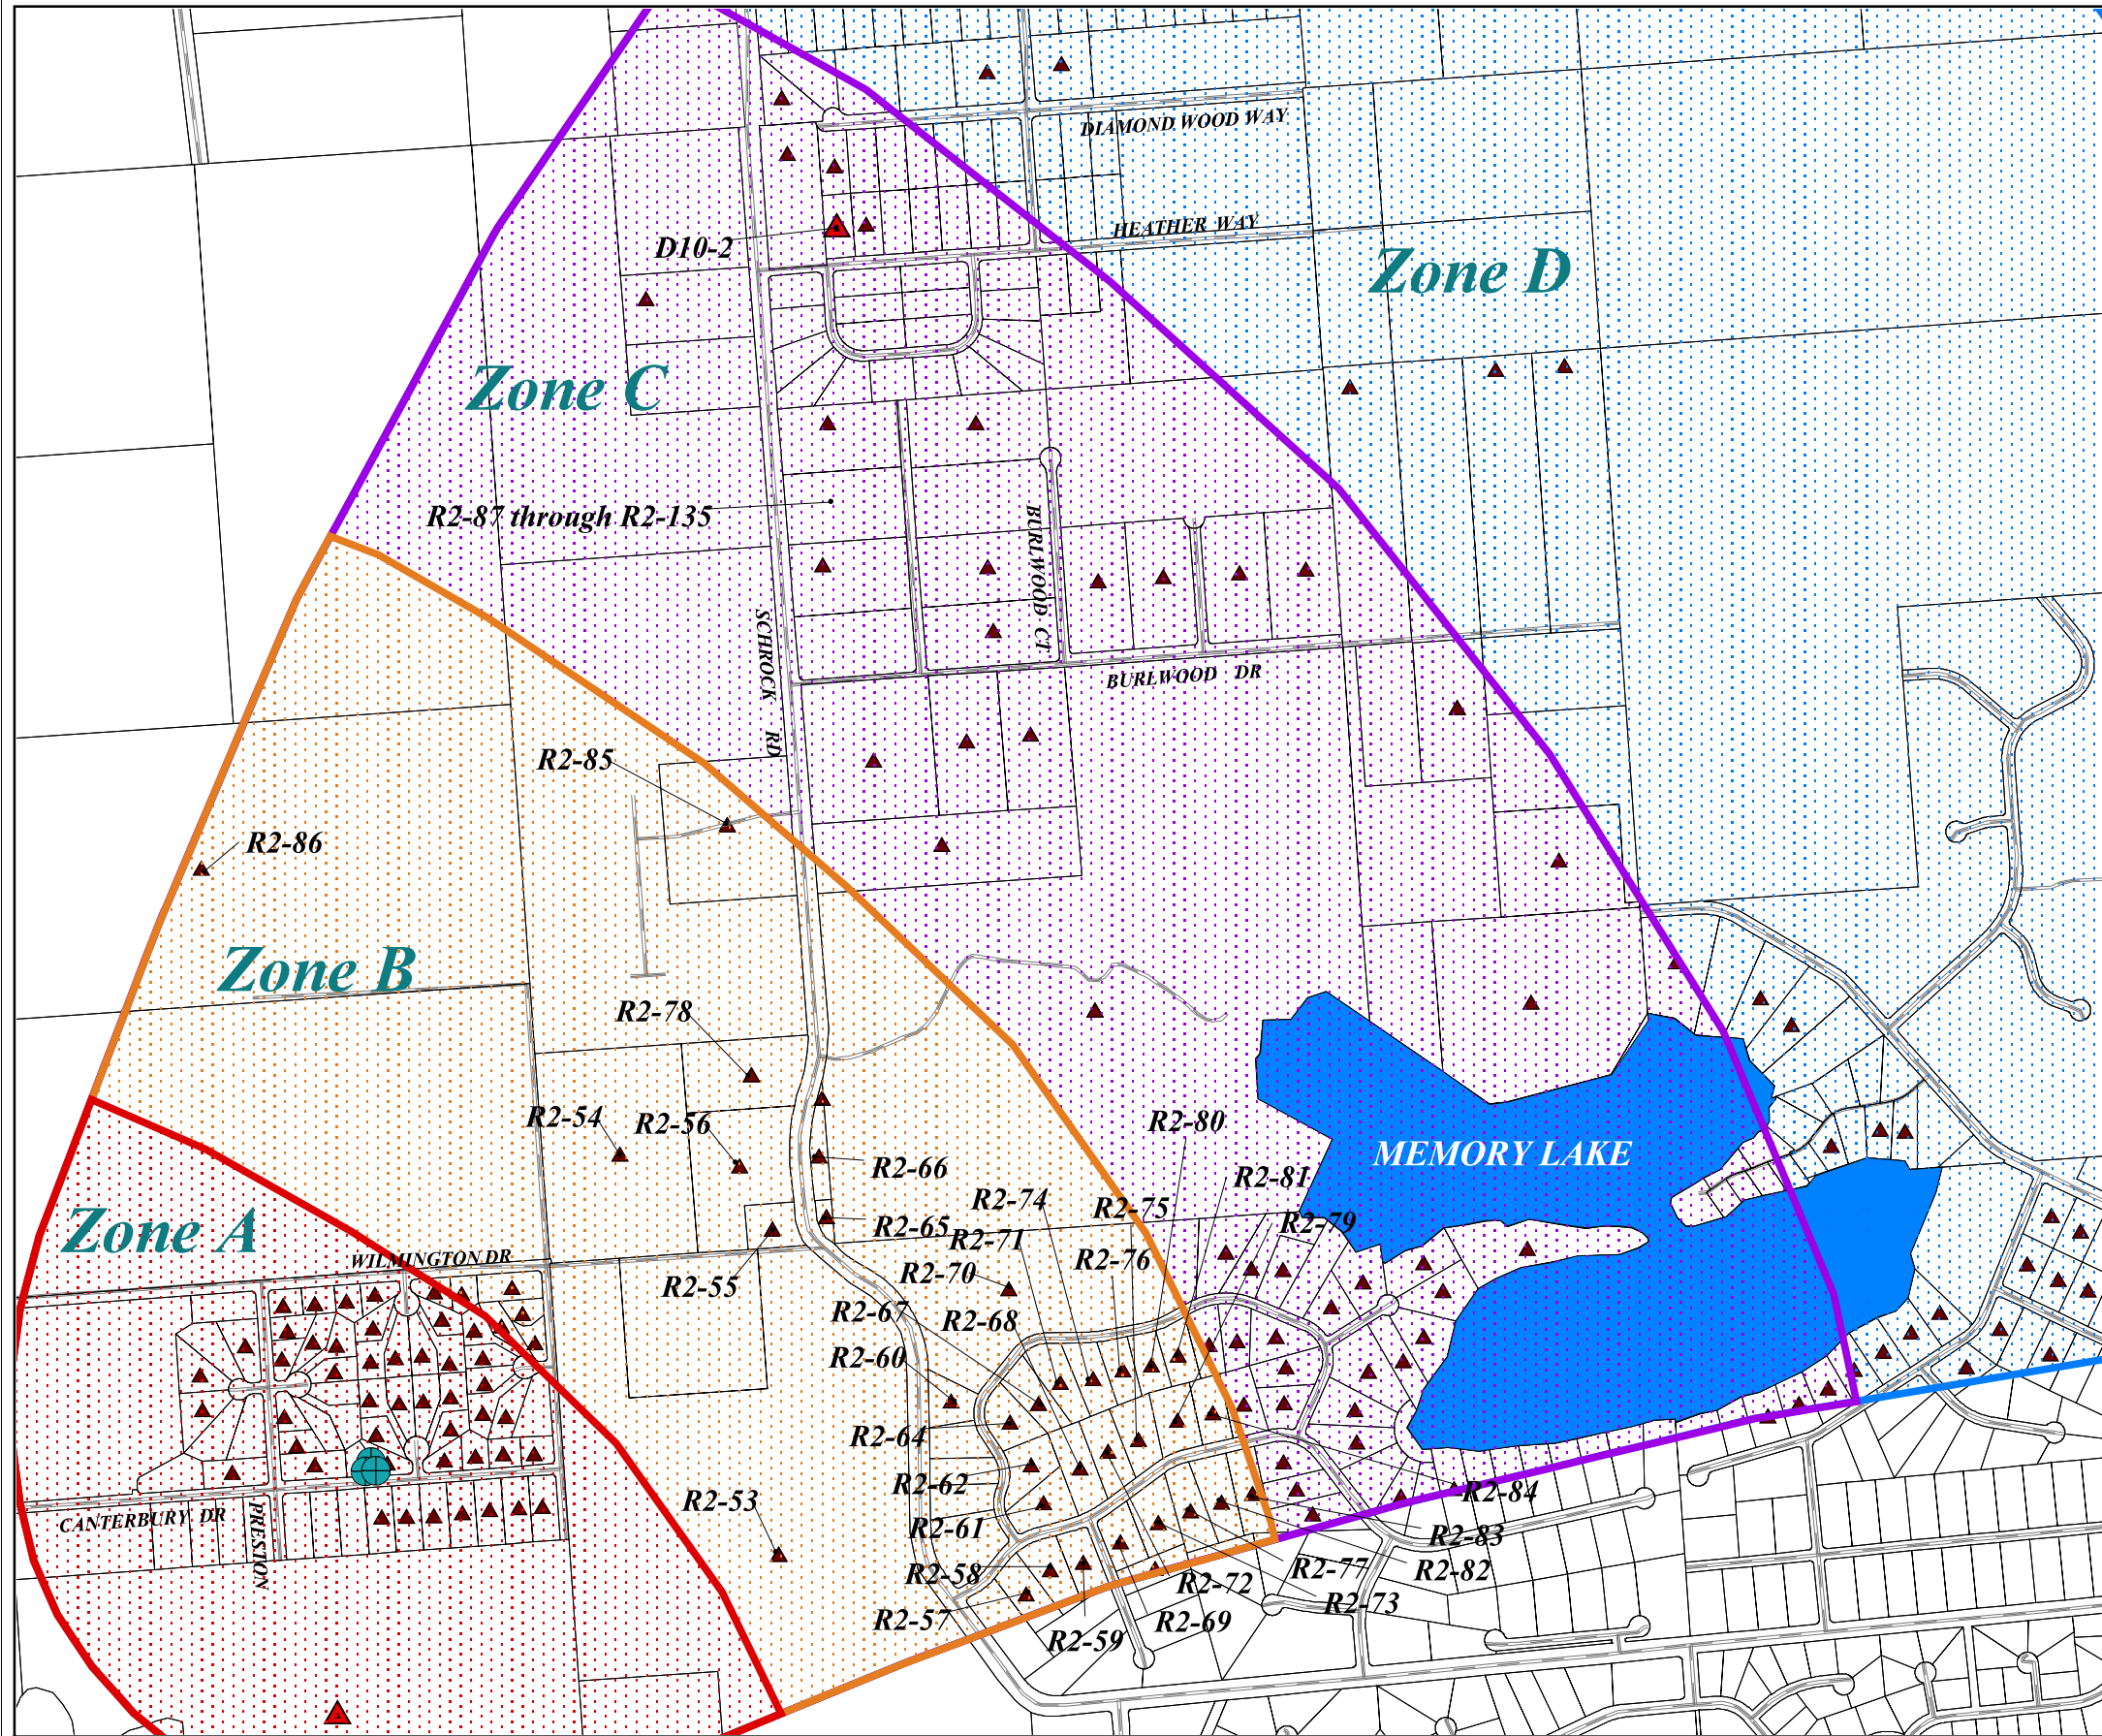 DIAMOND WOOD WAY
HEATHER WAY
D10-2
Zone D
Zone C
R2-87 through R2-135
BURLWOOD CT
SCHROCK RD
BURLWOOD DR
R2-85
R2-86
Zone B
R2-78
R2-54
R2-56
R2-80
MEMORY LAKE
R2-66
R2-81
R2-74
R2-75
R2-65
R2-79
Zone A
R2-71
WILMINGTON DR
R2-76
R2-70
R2-55
R2-67
R2-68
R2-60
R2-64
R2-62
R2-84
R2-53
CANTERBURY DR
PRESTON
R2-61
R2-83
R2-77
R2-82
R2-58
R2-72
R2-73
R2-57
R2-69
R2-59